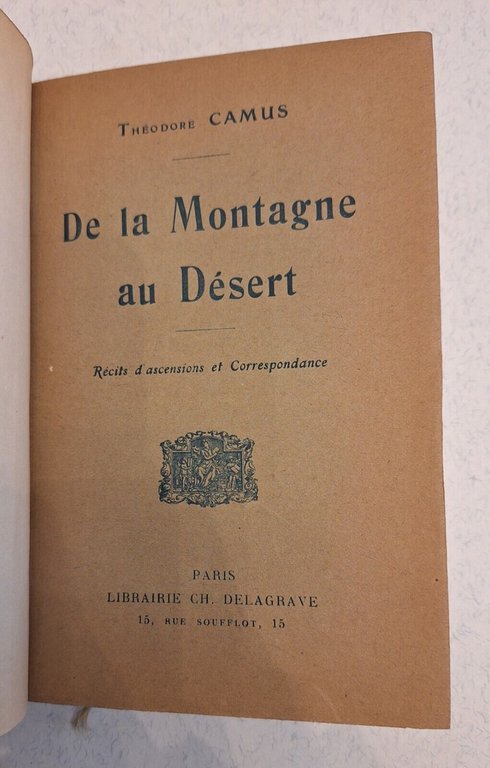 Théodore CAMUS
De la Montagne
au Désert
Récits d'ascensions et Correspondance
PARIS
LIBRAIRIE CH. DELAGRAVE
15, RUE SOUFFLOT, 15